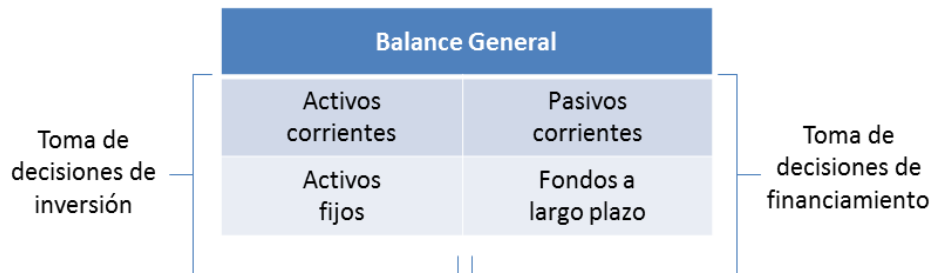 Balance General
Activos
corrientes
Pasivos
corrientes
Toma de
decisiones de
inversión
Toma de
decisiones de
financiamiento
Activos
fijos
Fondos a
largo plazo